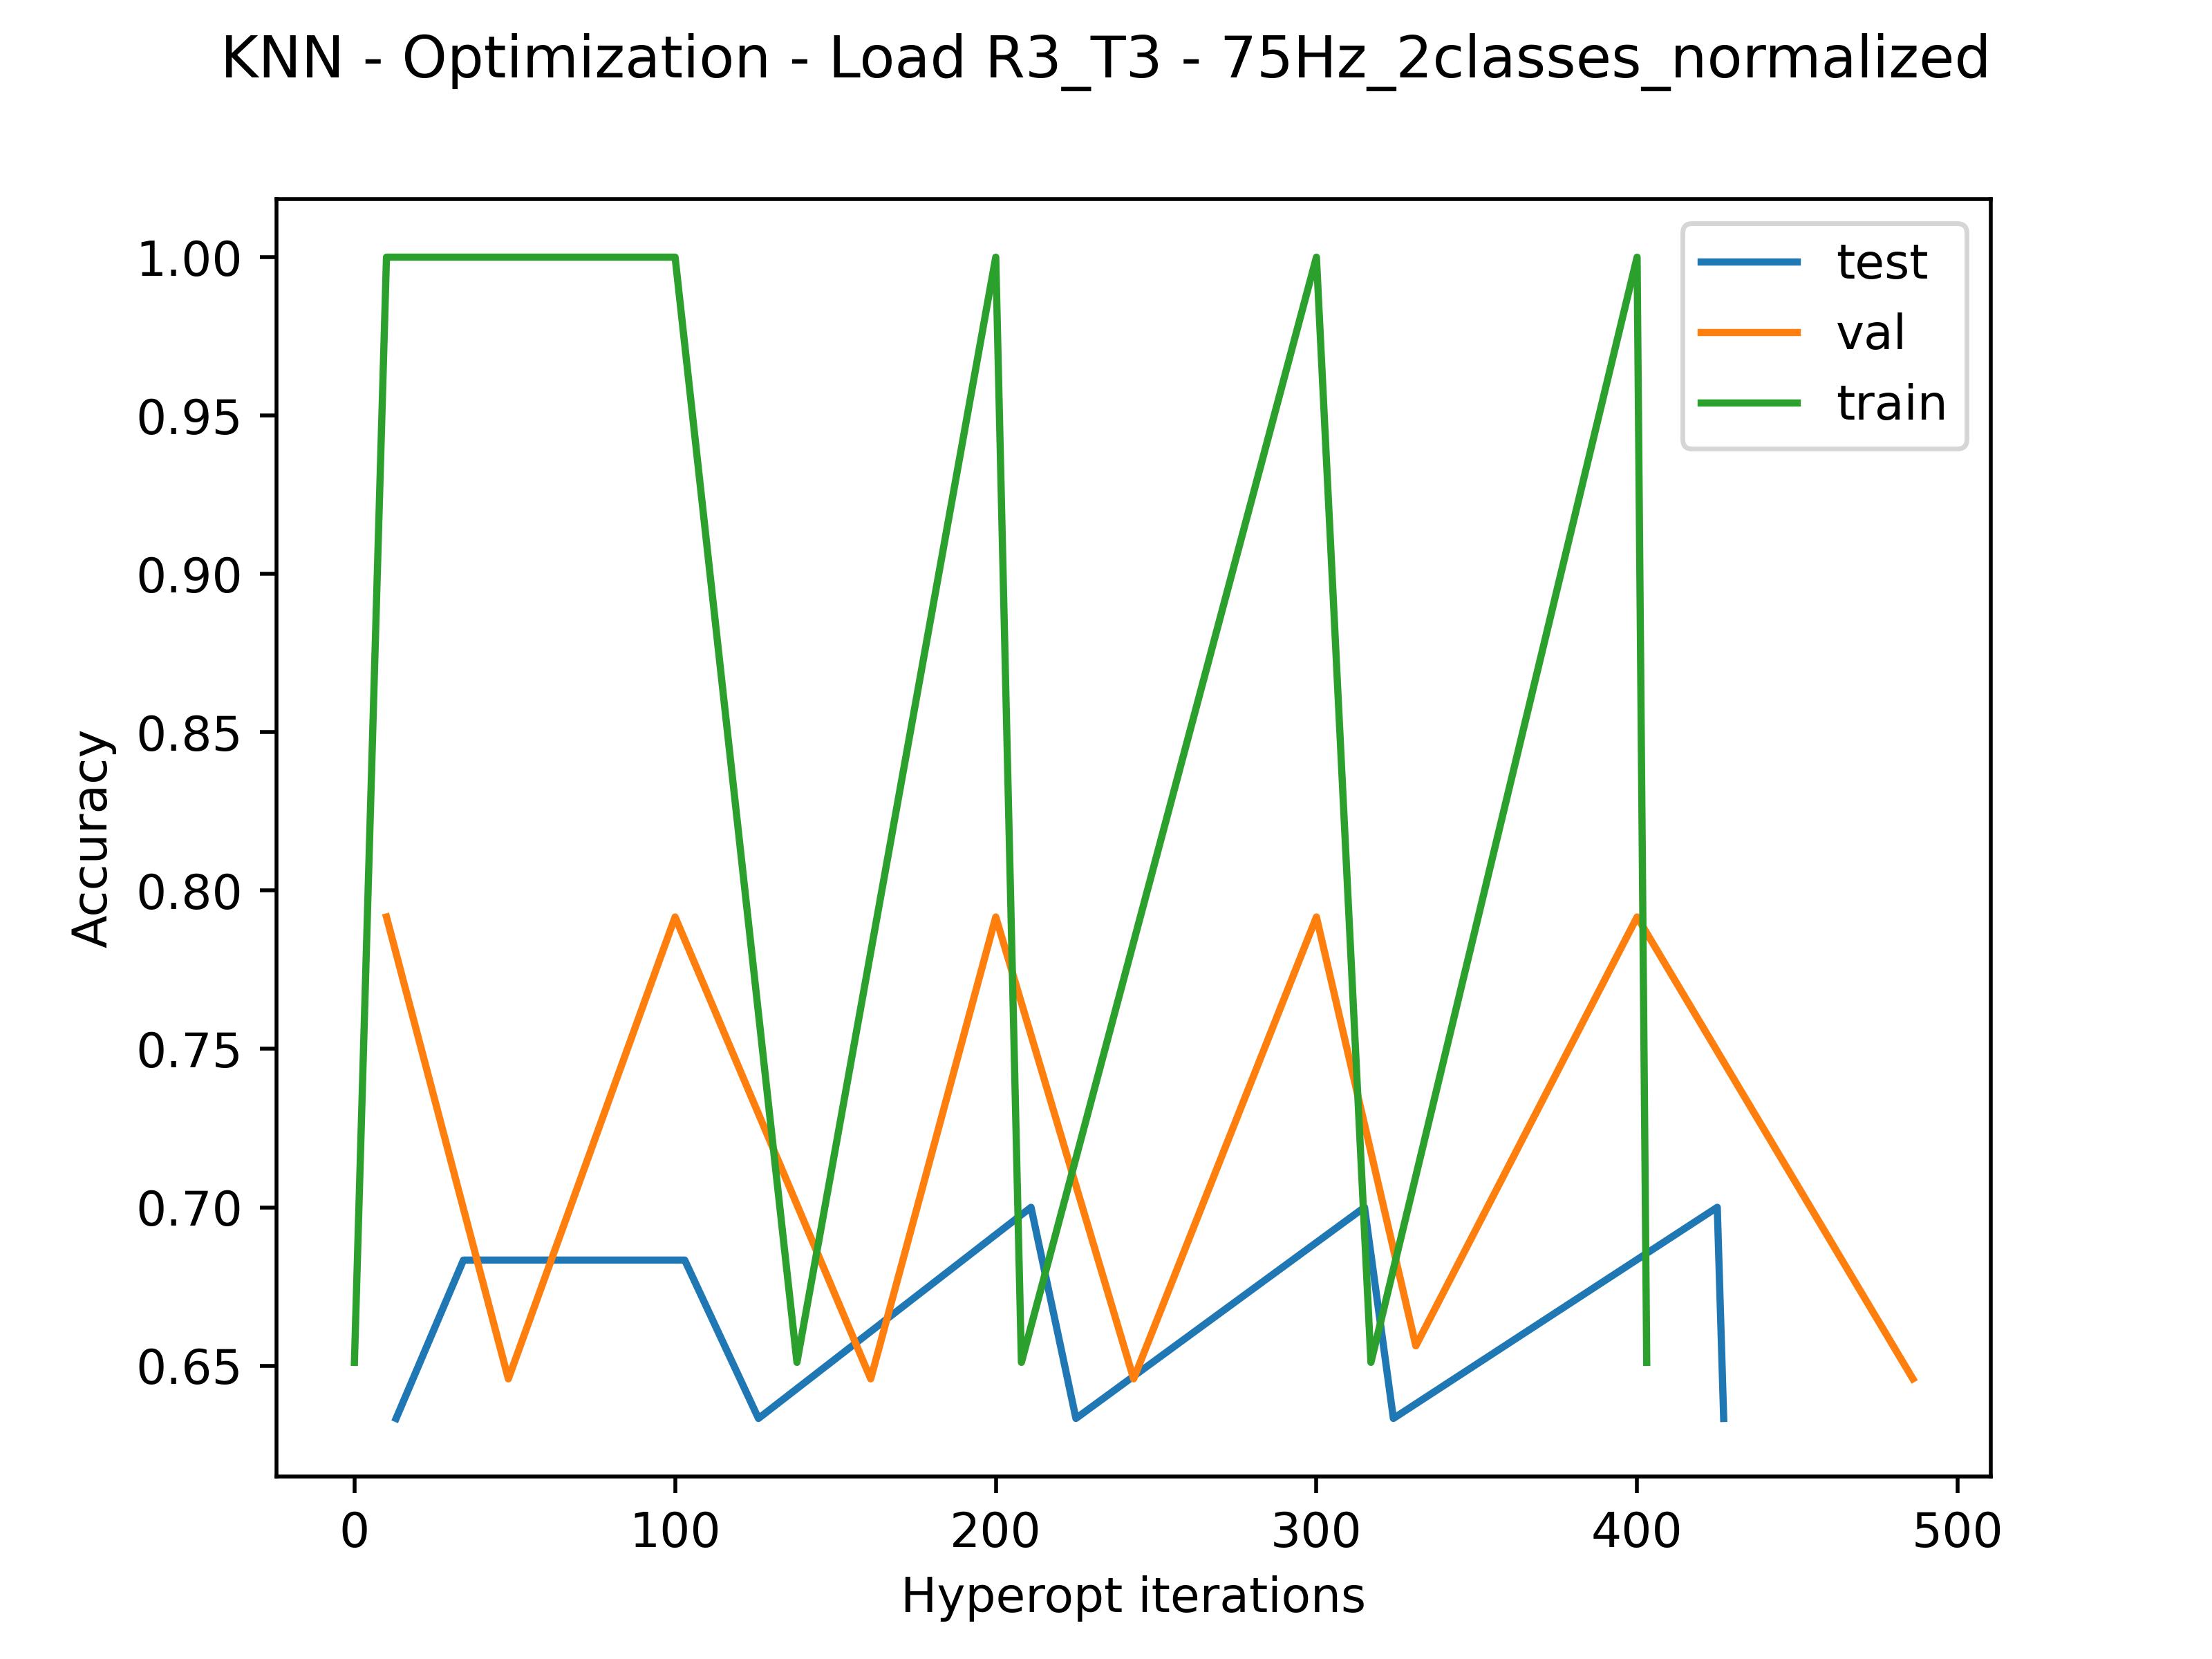 KNN - Optimization - Load R3_T3 - 75Hz_2classes_normalized
test
val
train
1.00
0.95
0.90
0.85
0.80
0.75
0.70
0.65
Accuracy
0 100 200 300 400 500
Hyperopt iterations